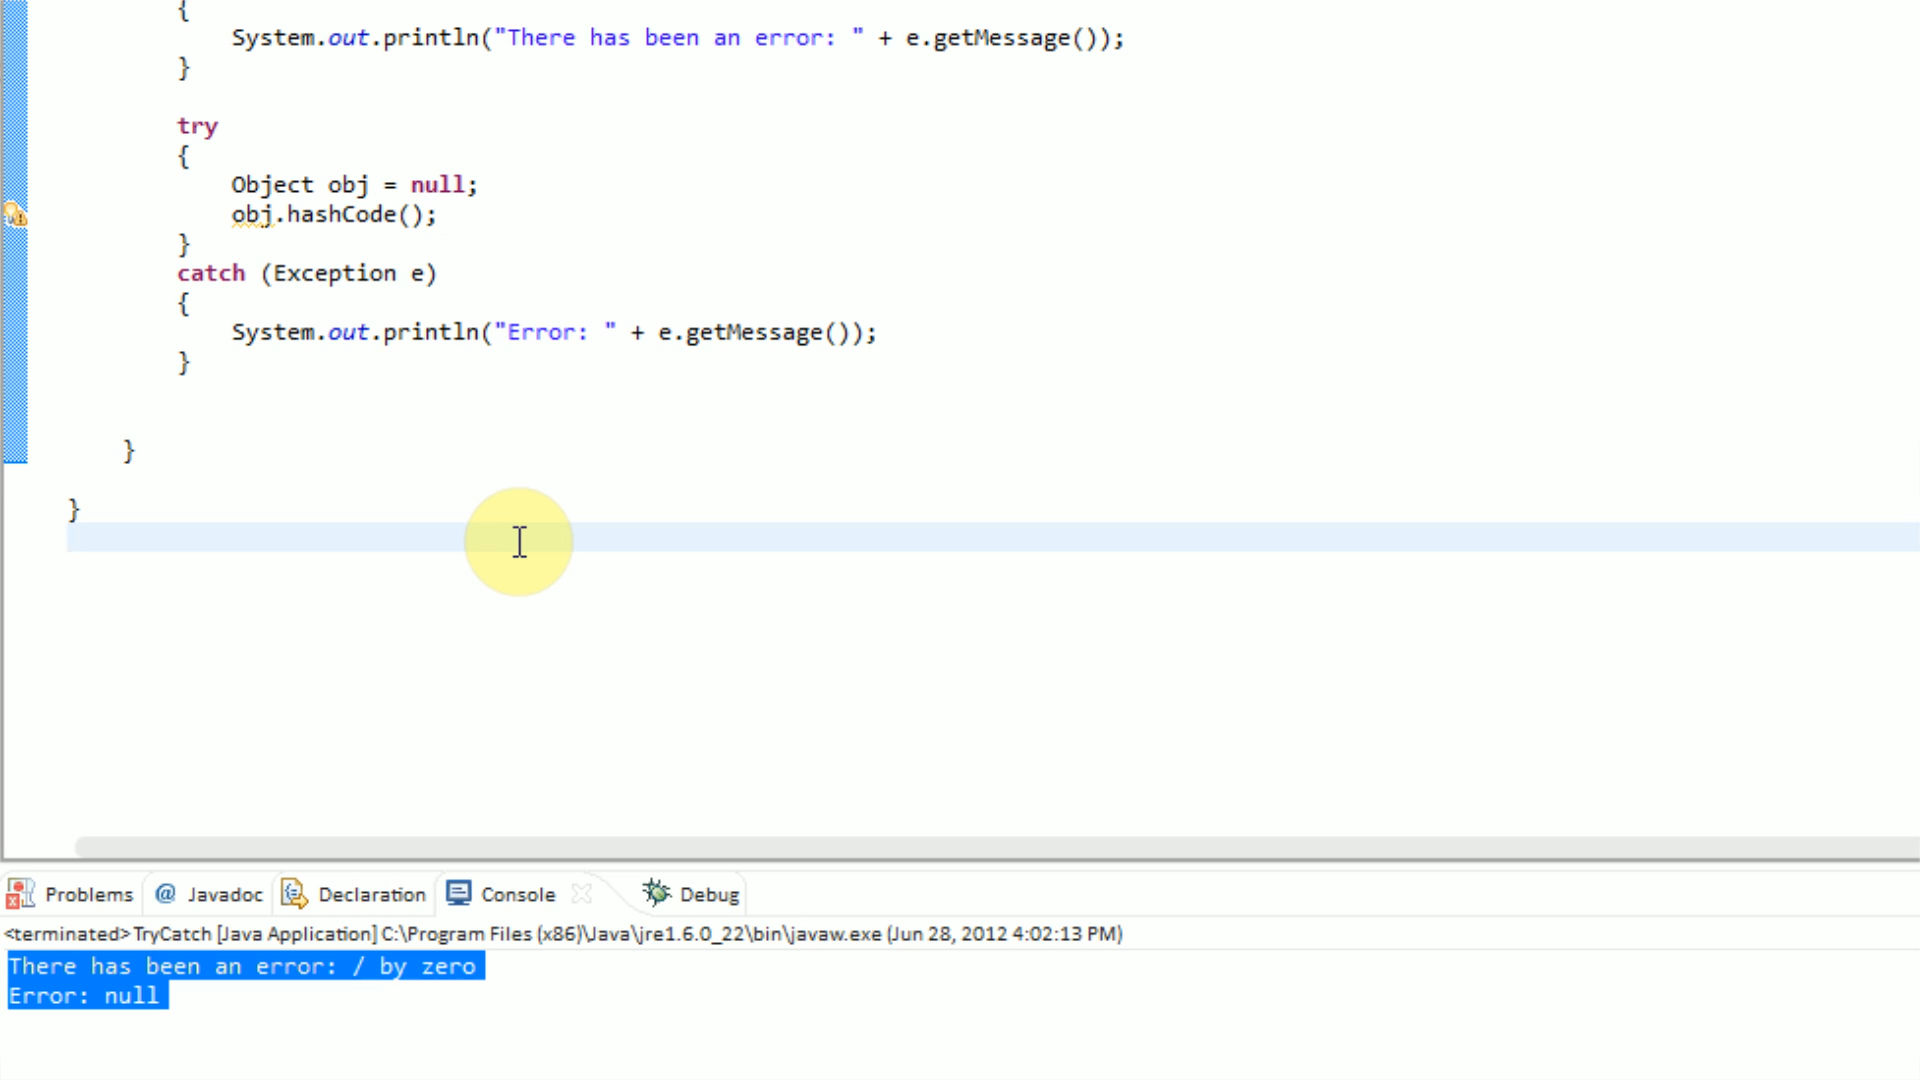 {
System.out.println("There has been an error: " + e.getMessage());
}
try
{
Object obj = null;
obj.hashCode();
}
catch (Exception e)
{
System.out.println("Error: " + e.getMessage());
}
}
}
Problems @ Javadoc Declaration Console Debug
<terminated> TryCatch [Java Application] C:\Program Files (x86)\Java\jre1.6.0_22\bin\javaw.exe (Jun 28, 2012 4:02:13 PM)
There has been an error: / by zero
Error: null